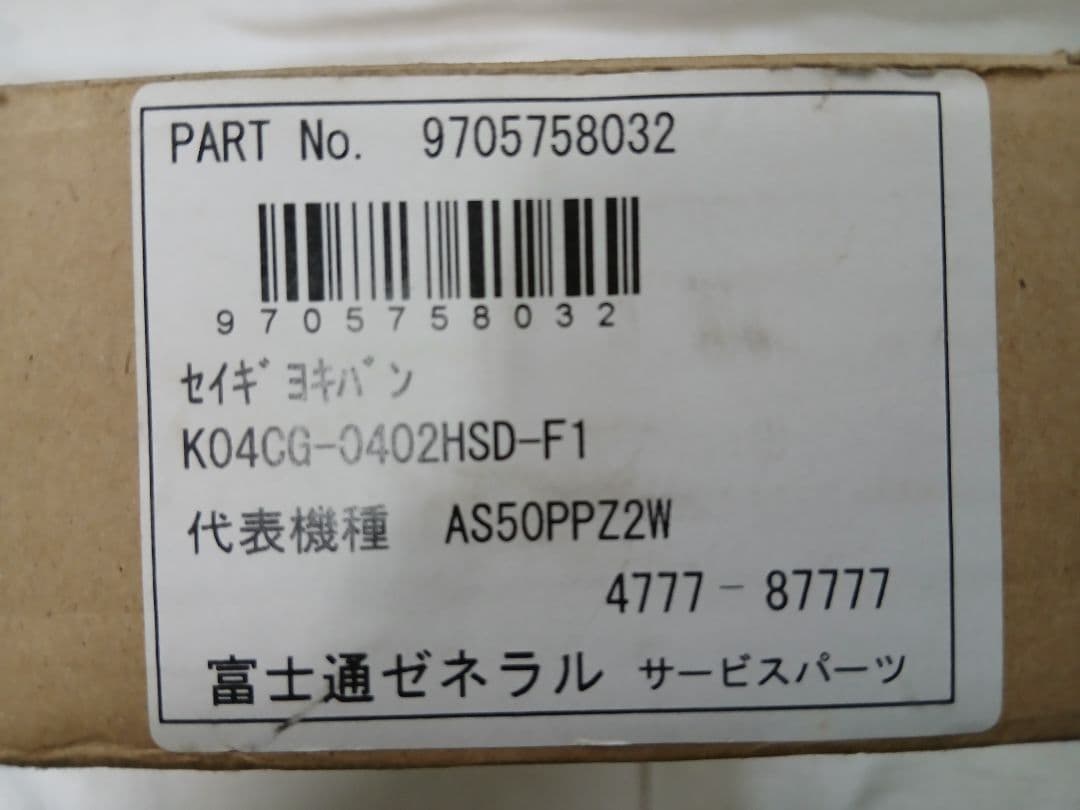 PART No. 9705758032
9705758032
ｾｲｷﾞﾖｷﾊﾞﾝ
K04CG-0402HSD-F1
代表機種 AS50PPZ2W
4777-87777
富士通ゼネラル サービスパーツ